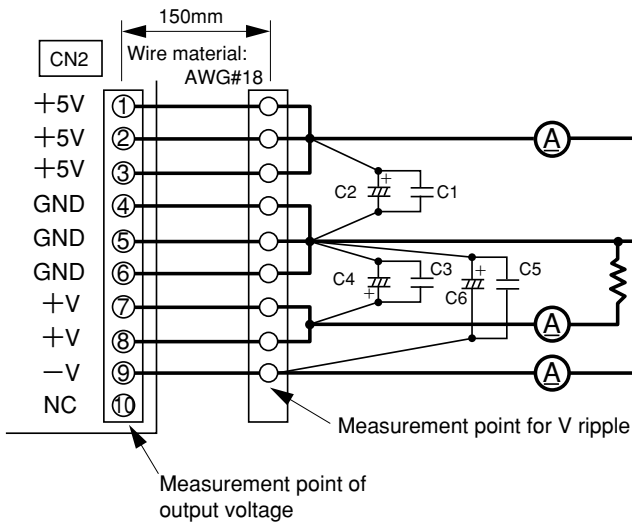 150mm
CN2
Wire material:
AWG#18
+5V ①
+5V ②
+5V ③
GND ④
GND ⑤
GND ⑥
+V ⑦
+V ⑧
−V ⑨
NC ⑩
A
C2 + C1
C4 + C3
+ C6 C5
A
A
Measurement point for V ripple
Measurement point of
output voltage